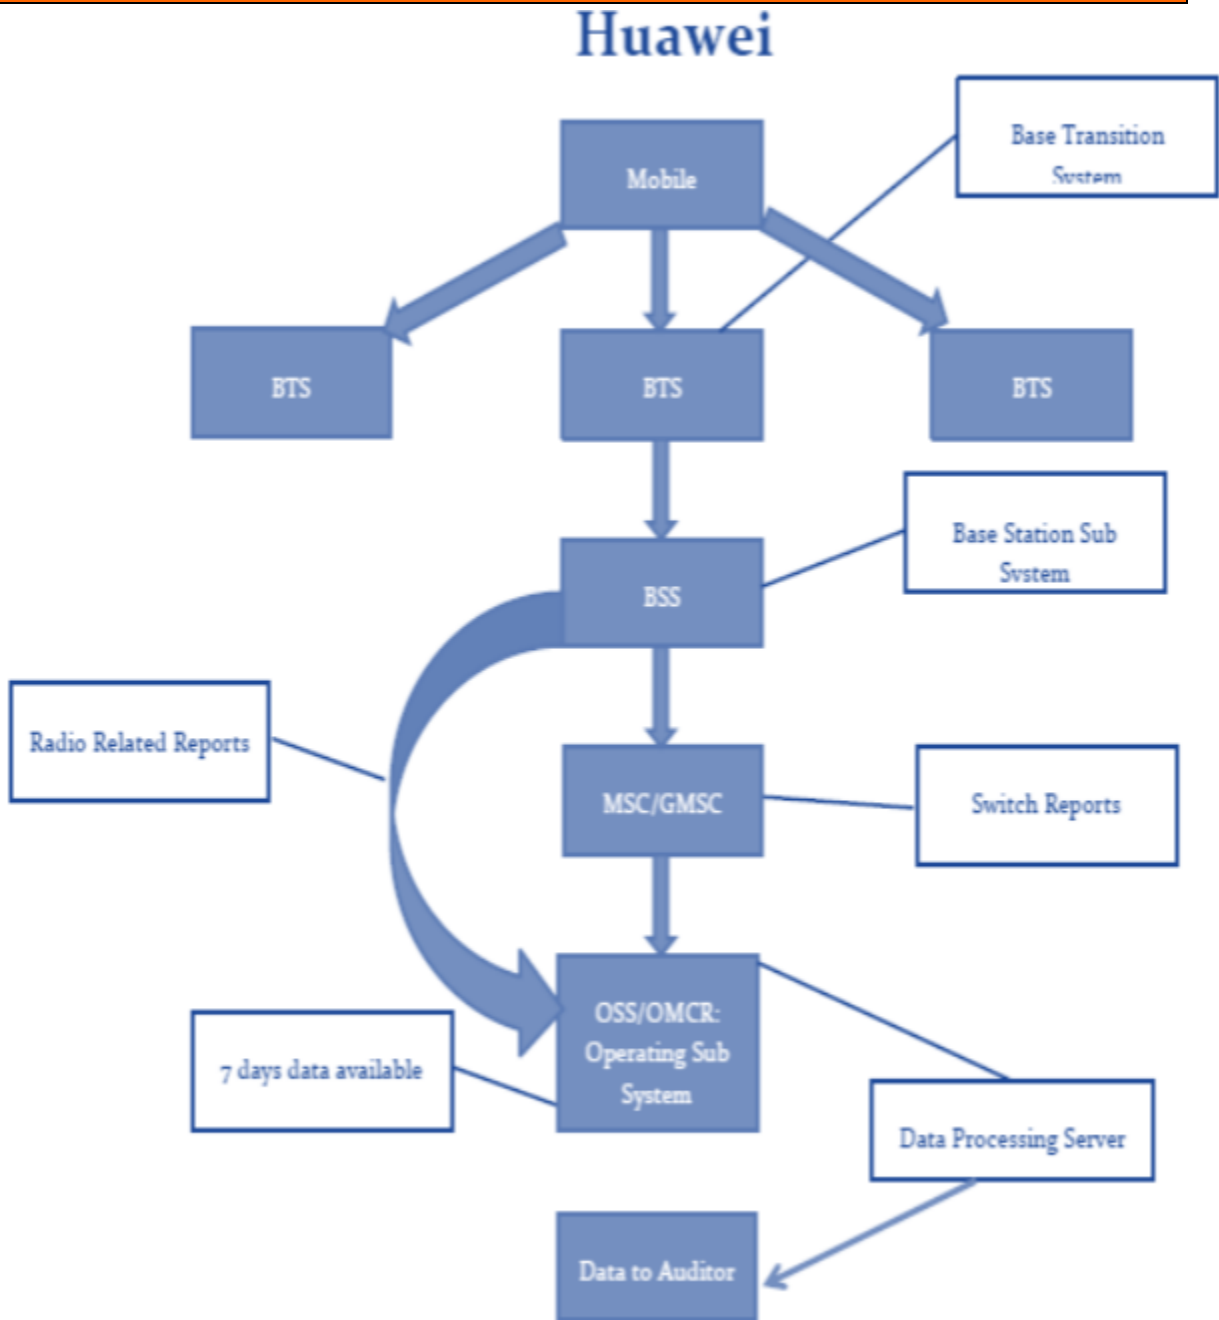 Huawei
Base Transition
System
Mobile
BTS
BTS
BTS
Base Station Sub
System
BSS
Radio Related Reports
MSC/GMSC
Switch Reports
OSS/OMCR:
Operating Sub
System
7 days data available
Data Processing Server
Data to Auditor